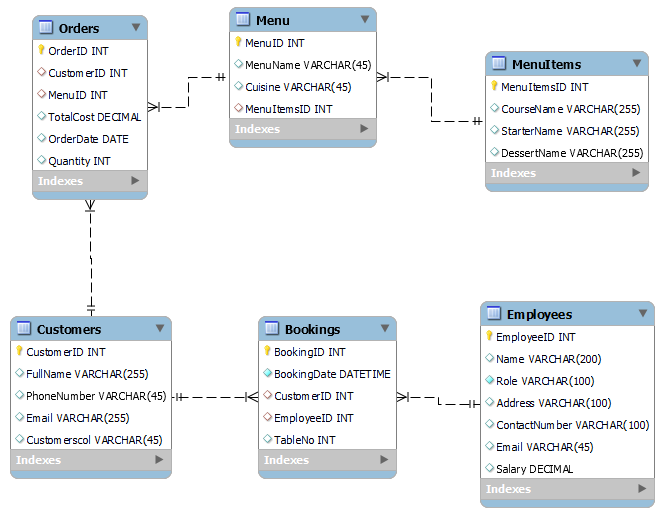 Orders
OrderID INT
CustomerID INT
MenuID INT
TotalCost DECIMAL
OrderDate DATE
Quantity INT
Indexes
Menu
MenuID INT
MenuName VARCHAR(45)
Cuisine VARCHAR(45)
MenuItemsID INT
Indexes
MenuItems
MenuItemsID INT
CourseName VARCHAR(255)
StarterName VARCHAR(255)
DessertName VARCHAR(255)
Indexes
Customers
CustomerID INT
FullName VARCHAR(255)
PhoneNumber VARCHAR(45)
Email VARCHAR(255)
Customerscol VARCHAR(45)
Indexes
Bookings
BookingID INT
BookingDate DATETIME
CustomerID INT
EmployeeID INT
TableNo INT
Indexes
Employees
EmployeeID INT
Name VARCHAR(200)
Role VARCHAR(100)
Address VARCHAR(100)
ContactNumber VARCHAR(100)
Email VARCHAR(45)
Salary DECIMAL
Indexes